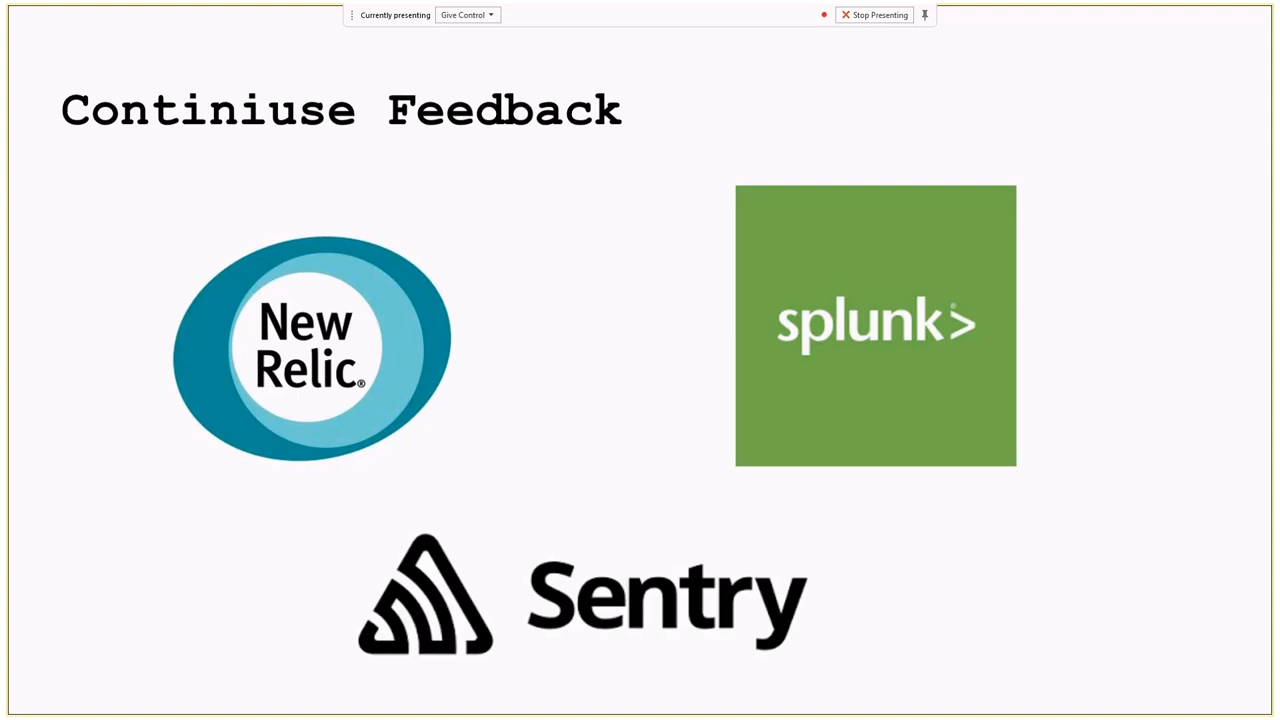 Currently presenting Give Control Stop Presenting
Continiuse Feedback
New
Relic®
splunk>®
Sentry